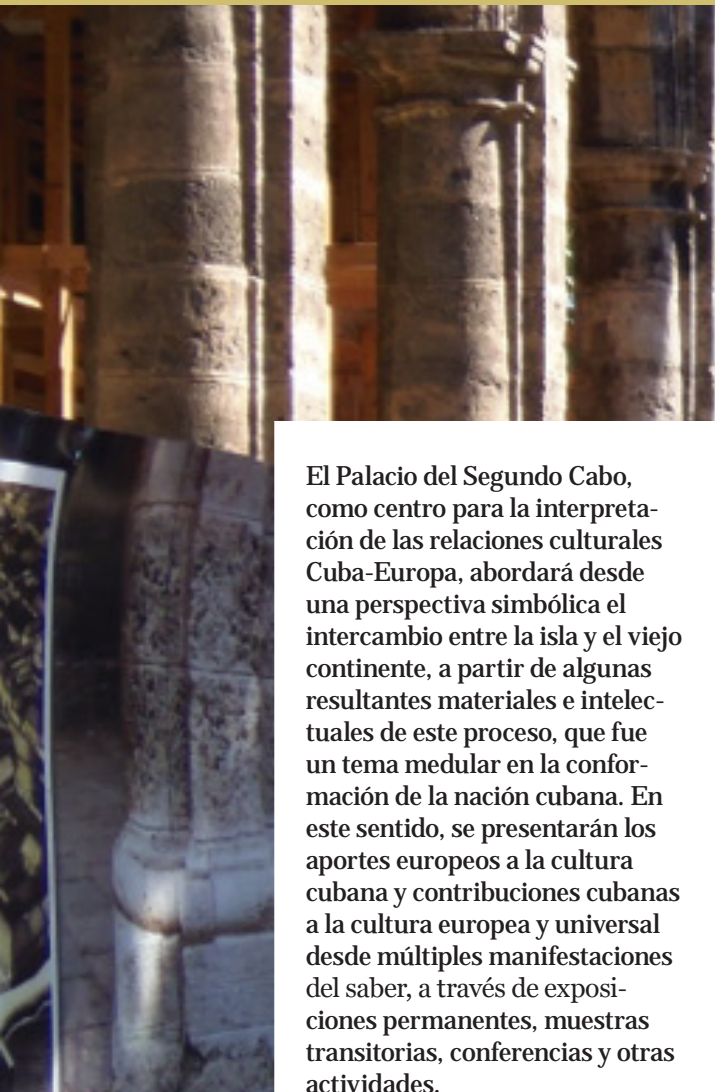 El Palacio del Segundo Cabo,
como centro para la interpreta-
ción de las relaciones culturales
Cuba-Europa, abordará desde
una perspectiva simbólica el
intercambio entre la isla y el viejo
continente, a partir de algunas
resultantes materiales e intelec-
tuales de este proceso, que fue
un tema medular en la confor-
mación de la nación cubana. En
este sentido, se presentarán los
aportes europeos a la cultura
cubana y contribuciones cubanas
a la cultura europea y universal
desde múltiples manifestaciones
del saber, a través de exposi-
ciones permanentes, muestras
transitorias, conferencias y otras
actividades.